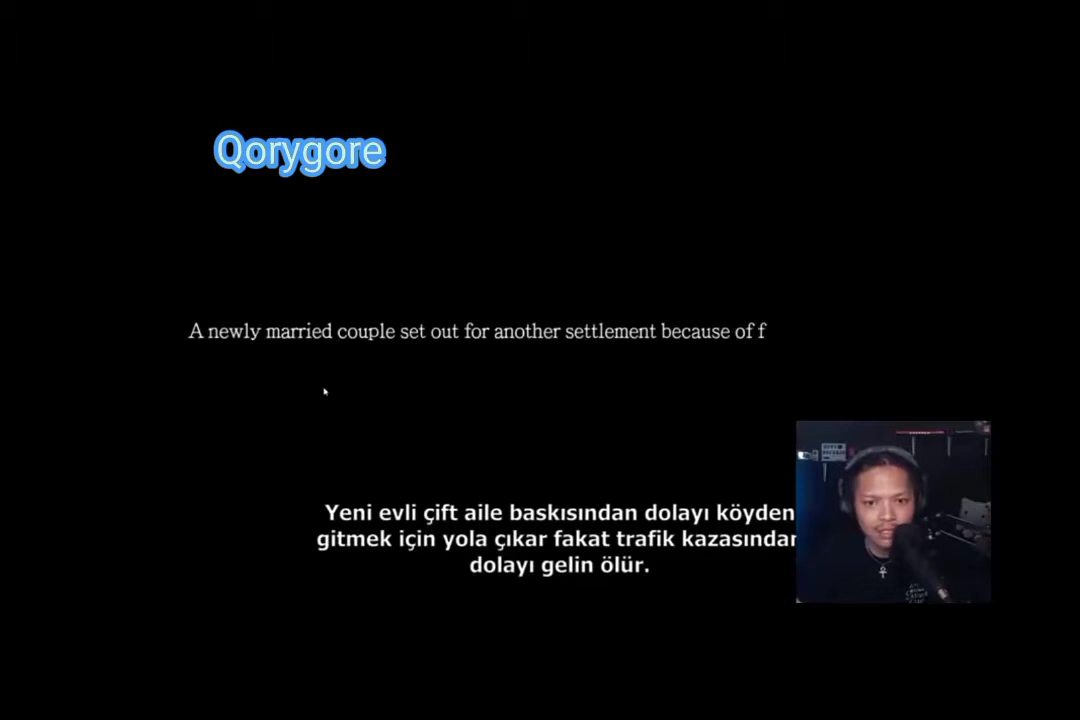 Qorygore
A newly married couple set out for another settlement because of f
Yeni evli çift aile baskısından dolayı köyden
gitmek için yola çıkar fakat trafik kazasından
dolayı gelin ölür.